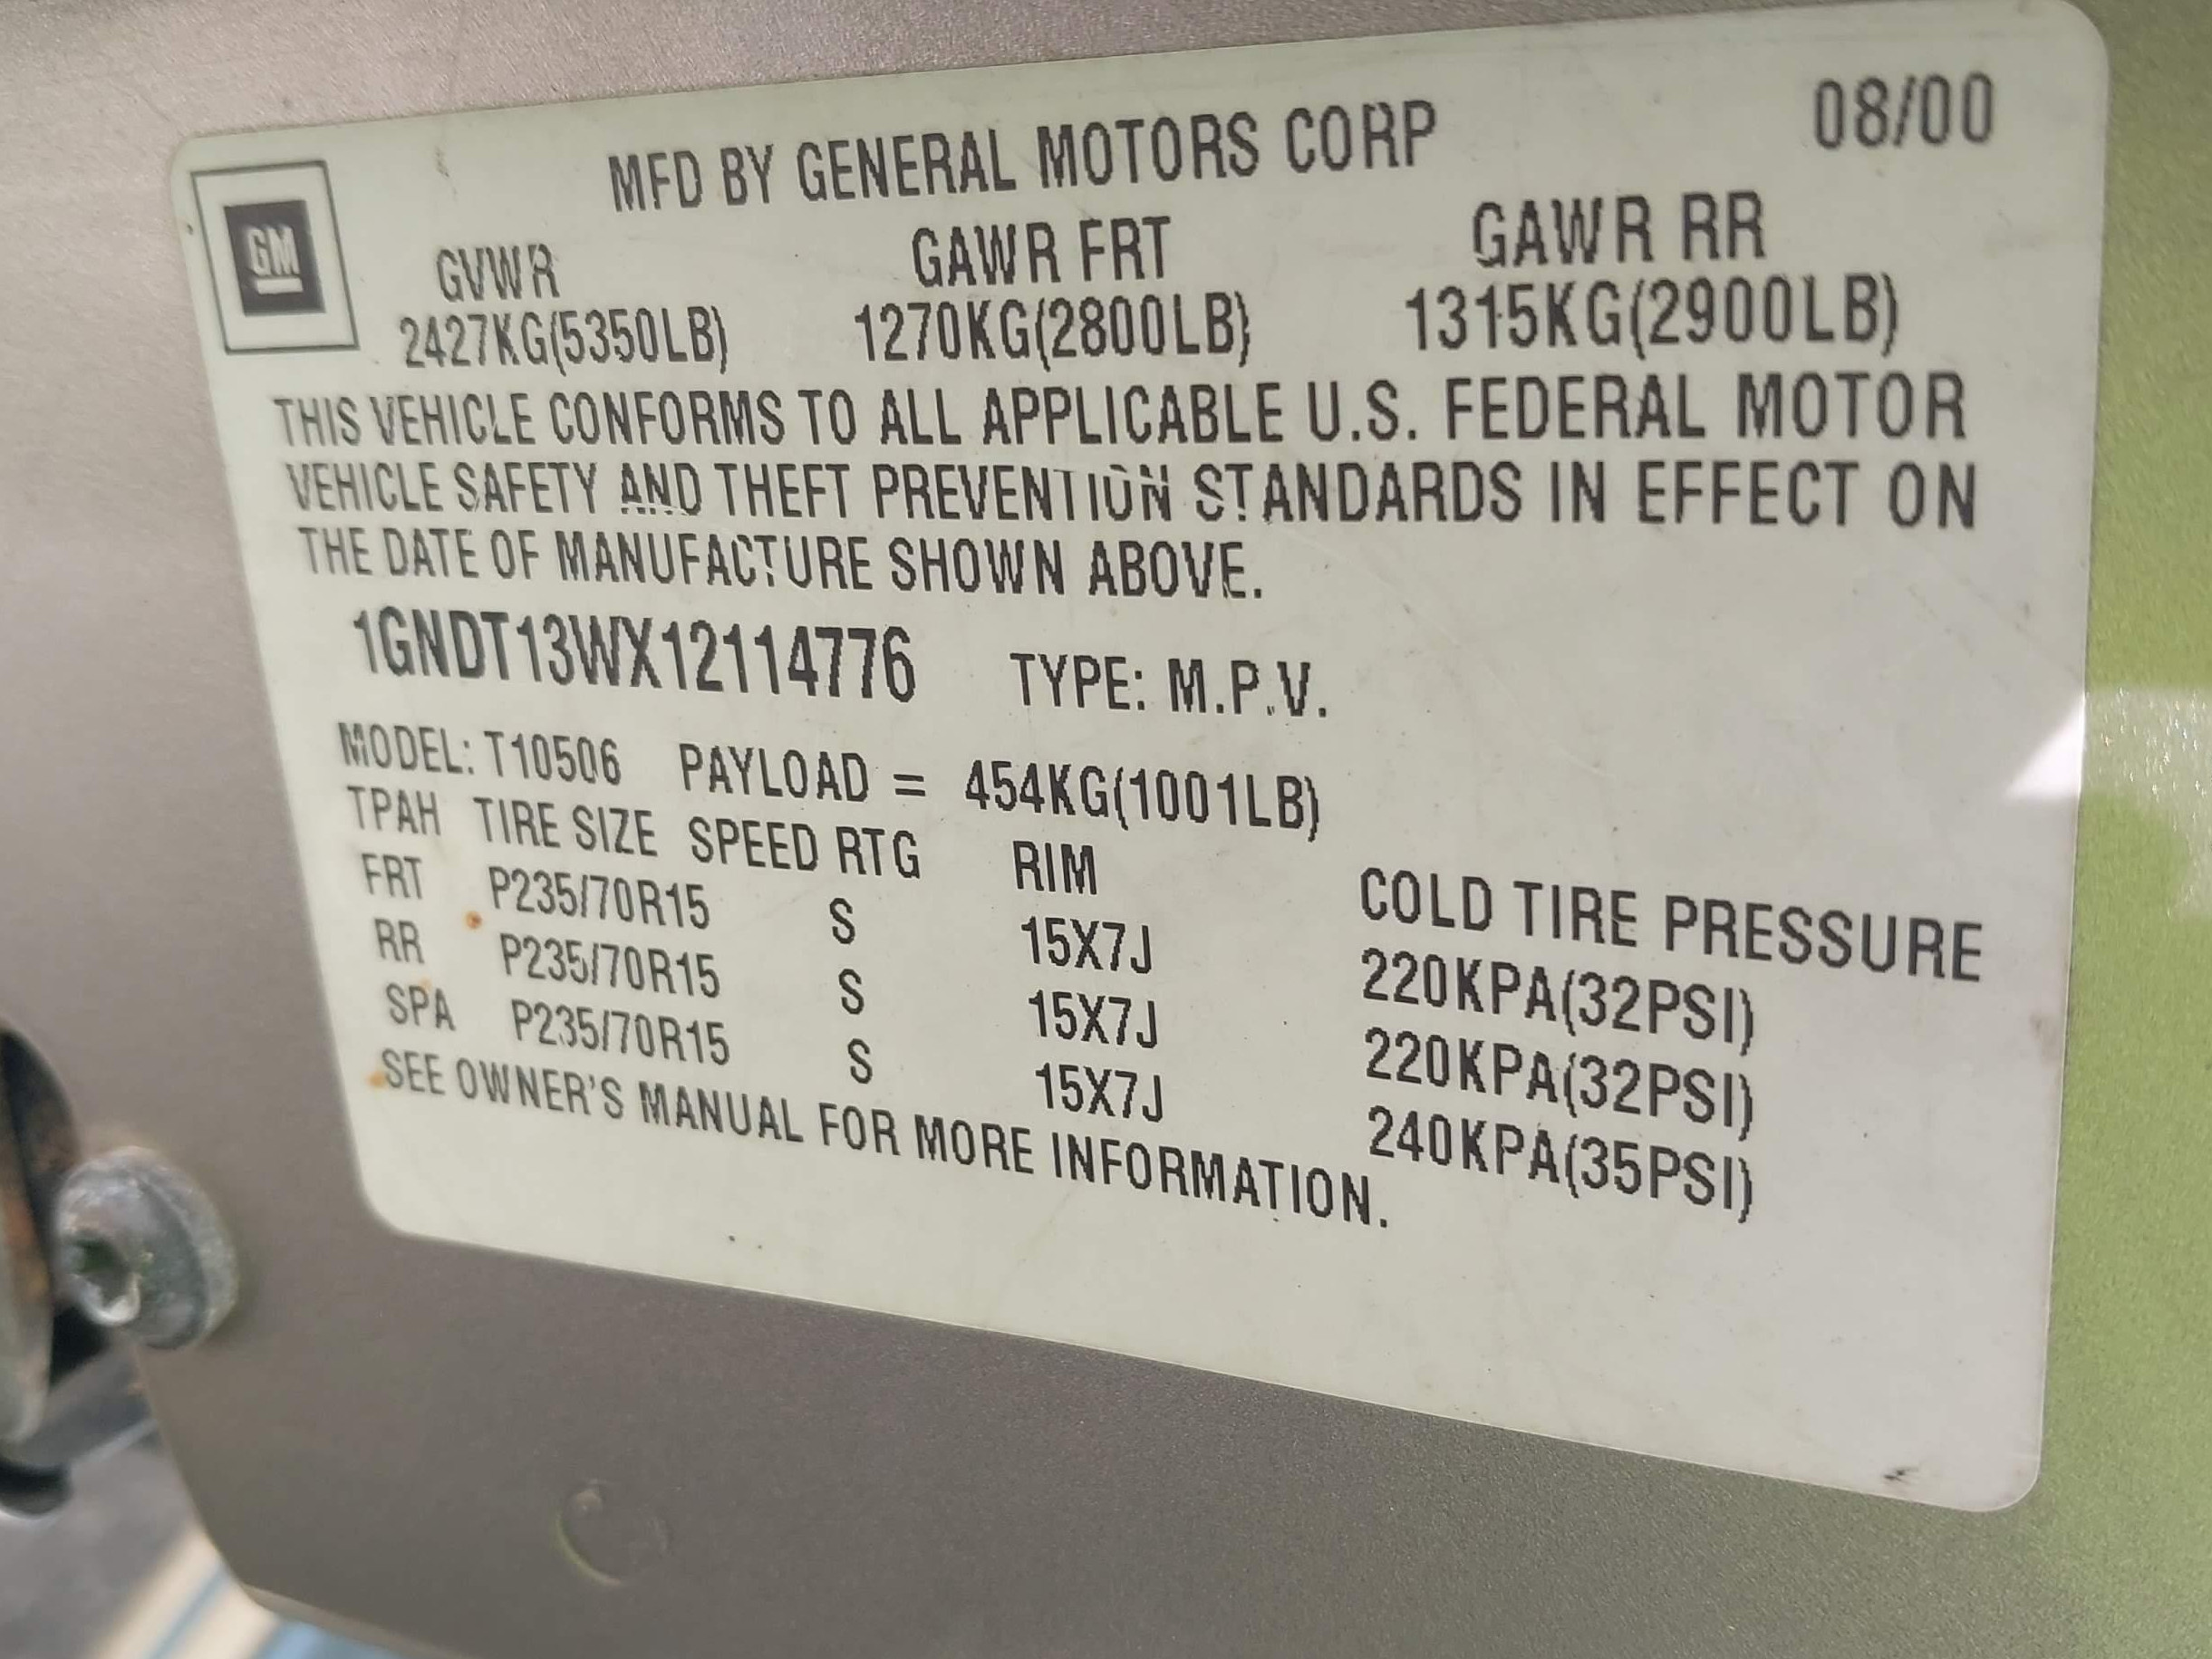 MFD BY GENERAL MOTORS CORP 08/00
GM
GVWR GAWR FRT GAWR RR
2427KG(5350LB) 1270KG(2800LB) 1315KG(2900LB)
THIS VEHICLE CONFORMS TO ALL APPLICABLE U.S. FEDERAL MOTOR
VEHICLE SAFETY AND THEFT PREVENTION STANDARDS IN EFFECT ON
THE DATE OF MANUFACTURE SHOWN ABOVE.
1GNDT13WX12114776 TYPE: M.P.V.
MODEL: T10506 PAYLOAD = 454KG(1001LB)
TPAH TIRE SIZE SPEED RTG RIM COLD TIRE PRESSURE
FRT P235/70R15 S 15X7J 220KPA(32PSI)
RR P235/70R15 S 15X7J 220KPA(32PSI)
SPA P235/70R15 S 15X7J 240KPA(35PSI)
SEE OWNER'S MANUAL FOR MORE INFORMATION.